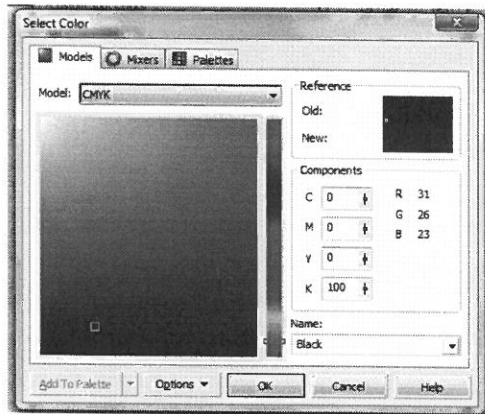 Select Color
Models Mixers Palettes
Model: CMYK
Reference
Old:
New:
Components
C 0 R 31
M 0 G 26
Y 0 B 23
K 100
Name:
Black
Add To Palette Options OK Cancel Help